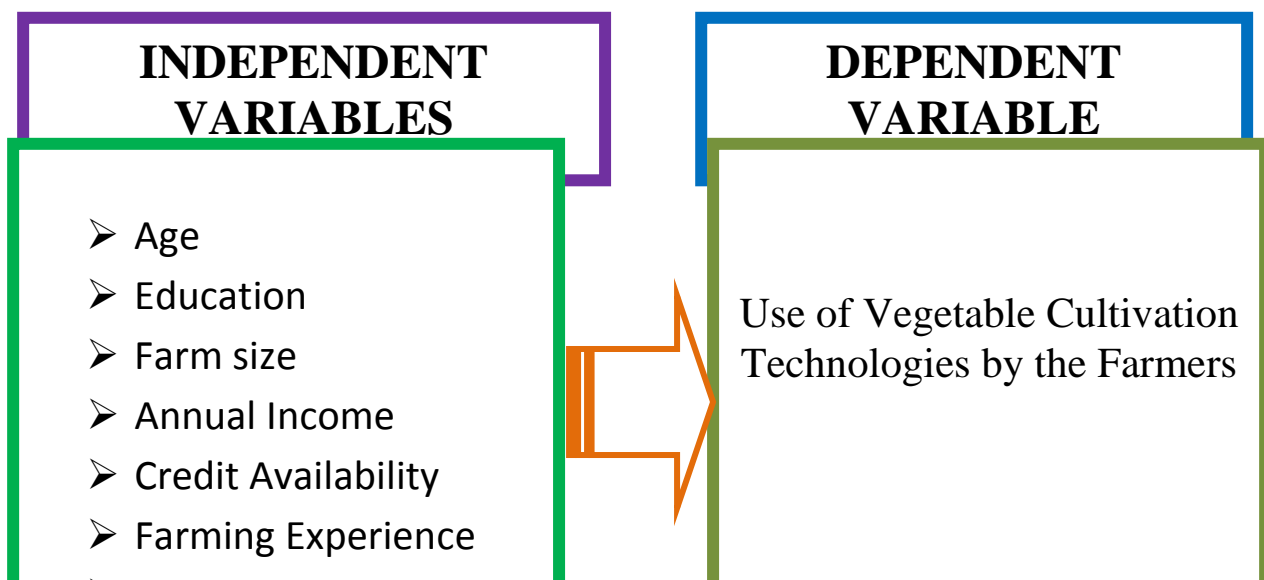 INDEPENDENT
VARIABLES
➢ Age
➢ Education
➢ Farm size
➢ Annual Income
➢ Credit Availability
➢ Farming Experience
DEPENDENT
VARIABLE
Use of Vegetable Cultivation
Technologies by the Farmers